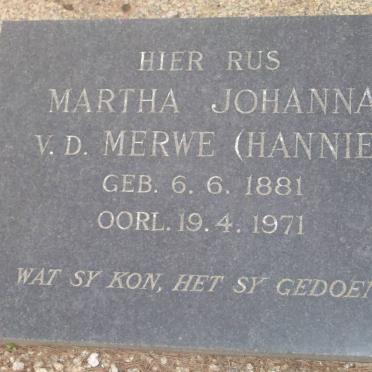 HIER RUS
MARTHA JOHANNA
V. D. MERWE (HANNIE
GEB. 6. 6. 1881
OORL. 19. 4. 1971
WAT SY KON, HET SY GEDOEN